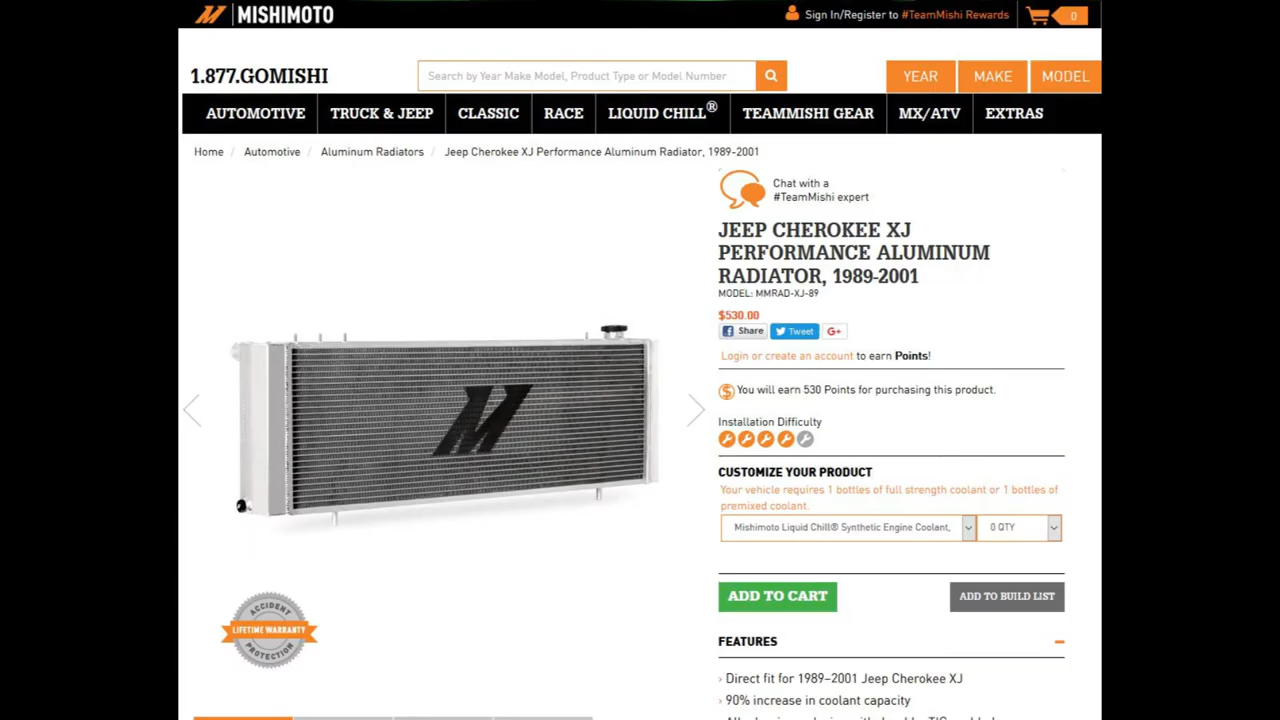 MISHIMOTO
Sign In/Register to #TeamMishi Rewards
0
1.877.GOMISHI
Search by Year Make Model, Product Type or Model Number
YEAR
MAKE
MODEL
AUTOMOTIVE
TRUCK & JEEP
CLASSIC
RACE
LIQUID CHILL®
TEAMMISHI GEAR
MX/ATV
EXTRAS
Home / Automotive / Aluminum Radiators / Jeep Cherokee XJ Performance Aluminum Radiator, 1989-2001
Chat with a
#TeamMishi expert
JEEP CHEROKEE XJ
PERFORMANCE ALUMINUM
RADIATOR, 1989-2001
MODEL: MMRAD-XJ-89
$530.00
Share
Tweet
G+
Login or create an account to earn Points!
You will earn 530 Points for purchasing this product.
Installation Difficulty
CUSTOMIZE YOUR PRODUCT
Your vehicle requires 1 bottles of full strength coolant or 1 bottles of
premixed coolant.
Mishimoto Liquid Chill® Synthetic Engine Coolant,
0 QTY
ADD TO CART
ADD TO BUILD LIST
ACCIDENT
LIFETIME WARRANTY
PROTECTION
FEATURES
› Direct fit for 1989–2001 Jeep Cherokee XJ
› 90% increase in coolant capacity